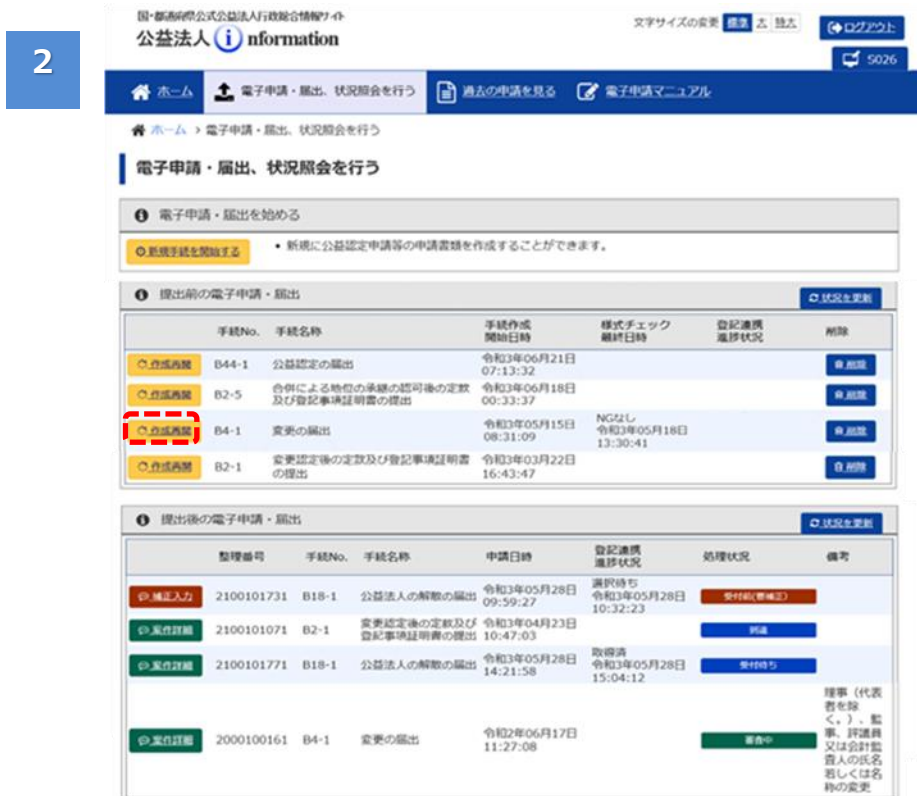 2
国・都道府県公式公益法人行政総合情報サイト
公益法人 i nformation
文字サイズの変更 標準 大 特大
ログアウト
5026
ホーム 電子申請・届出、状況照会を行う 過去の申請を見る 電子申請マニュアル
ホーム > 電子申請・届出、状況照会を行う
電子申請・届出、状況照会を行う
電子申請・届出を始める
新規手続を開始する ・新規に公益認定申請等の申請書類を作成することができます。
提出前の電子申請・届出 状況を更新
手続No. 手続名称 手続作成 様式チェック 登記連携 削除
開始日時 最終日時 進捗状況
作成再開 B44-1 公益認定の届出 令和3年06月21日 削除
07:13:32
作成再開 B2-5 合併による地位の承継の認可後の定款 令和3年06月18日 削除
及び登記事項証明書の提出 00:33:37
作成再開 B4-1 変更の届出 令和3年05月15日 NGなし 削除
08:31:09 令和3年05月18日
13:30:41
作成再開 B2-1 変更認定後の定款及び登記事項証明書 令和3年03月22日 削除
の提出 16:43:47
提出後の電子申請・届出 状況を更新
整理番号 手続No. 手続名称 申請日時 登記連携 処理状況 備考
進捗状況
補正入力 2100101731 B18-1 公益法人の解散の届出 令和3年05月28日 選択待ち 受付前(要補正)
09:59:27 令和3年05月28日
10:32:23
案件詳細 2100101071 B2-1 変更認定後の定款及び 令和3年04月23日 到達
登記事項証明書の提出 10:47:03
案件詳細 2100101771 B18-1 公益法人の解散の届出 令和3年05月28日 取得済 受付待ち
14:21:58 令和3年05月28日
15:04:12
案件詳細 2000100161 B4-1 変更の届出 令和2年06月17日 審査中
11:27:08
理事（代表
者を除
く。）、監
事、評議員
又は会計監
査人の氏名
若しくは名
称の変更